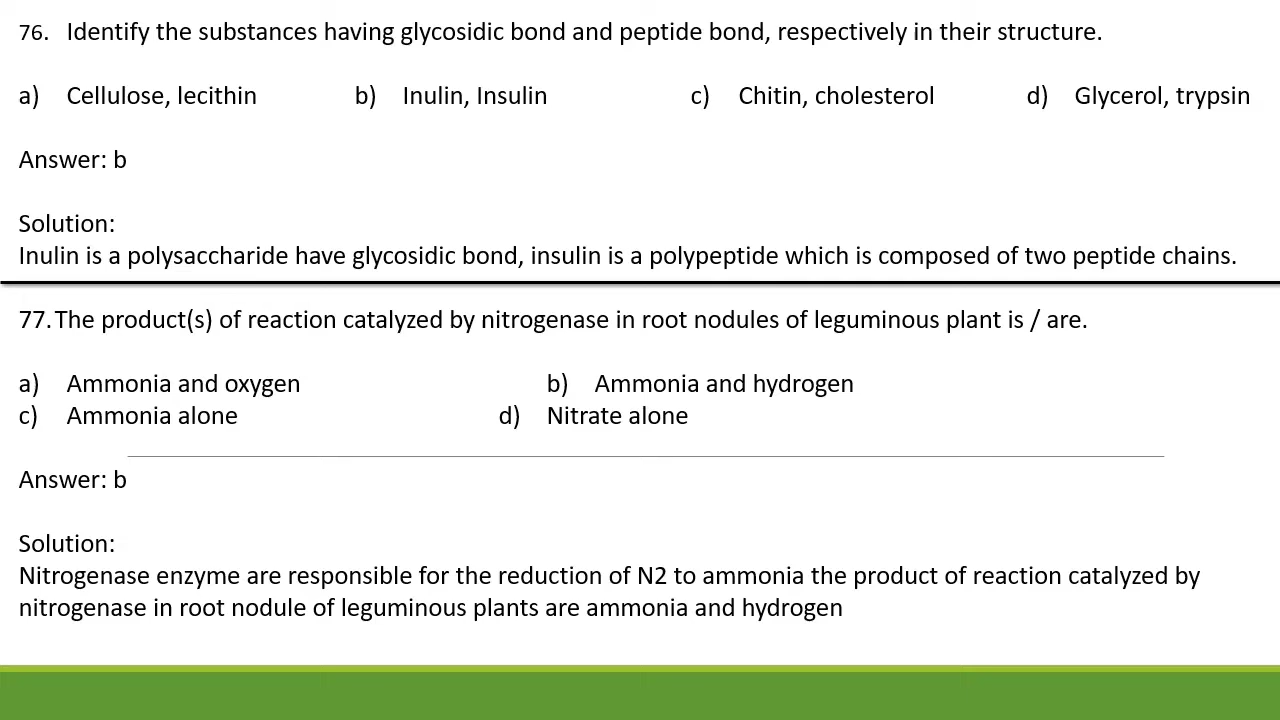 76. Identify the substances having glycosidic bond and peptide bond, respectively in their structure.
a) Cellulose, lecithin b) Inulin, Insulin c) Chitin, cholesterol d) Glycerol, trypsin
Answer: b
Solution:
Inulin is a polysaccharide have glycosidic bond, insulin is a polypeptide which is composed of two peptide chains.
77. The product(s) of reaction catalyzed by nitrogenase in root nodules of leguminous plant is / are.
a) Ammonia and oxygen b) Ammonia and hydrogen
c) Ammonia alone d) Nitrate alone
Answer: b
Solution:
Nitrogenase enzyme are responsible for the reduction of N2 to ammonia the product of reaction catalyzed by
nitrogenase in root nodule of leguminous plants are ammonia and hydrogen